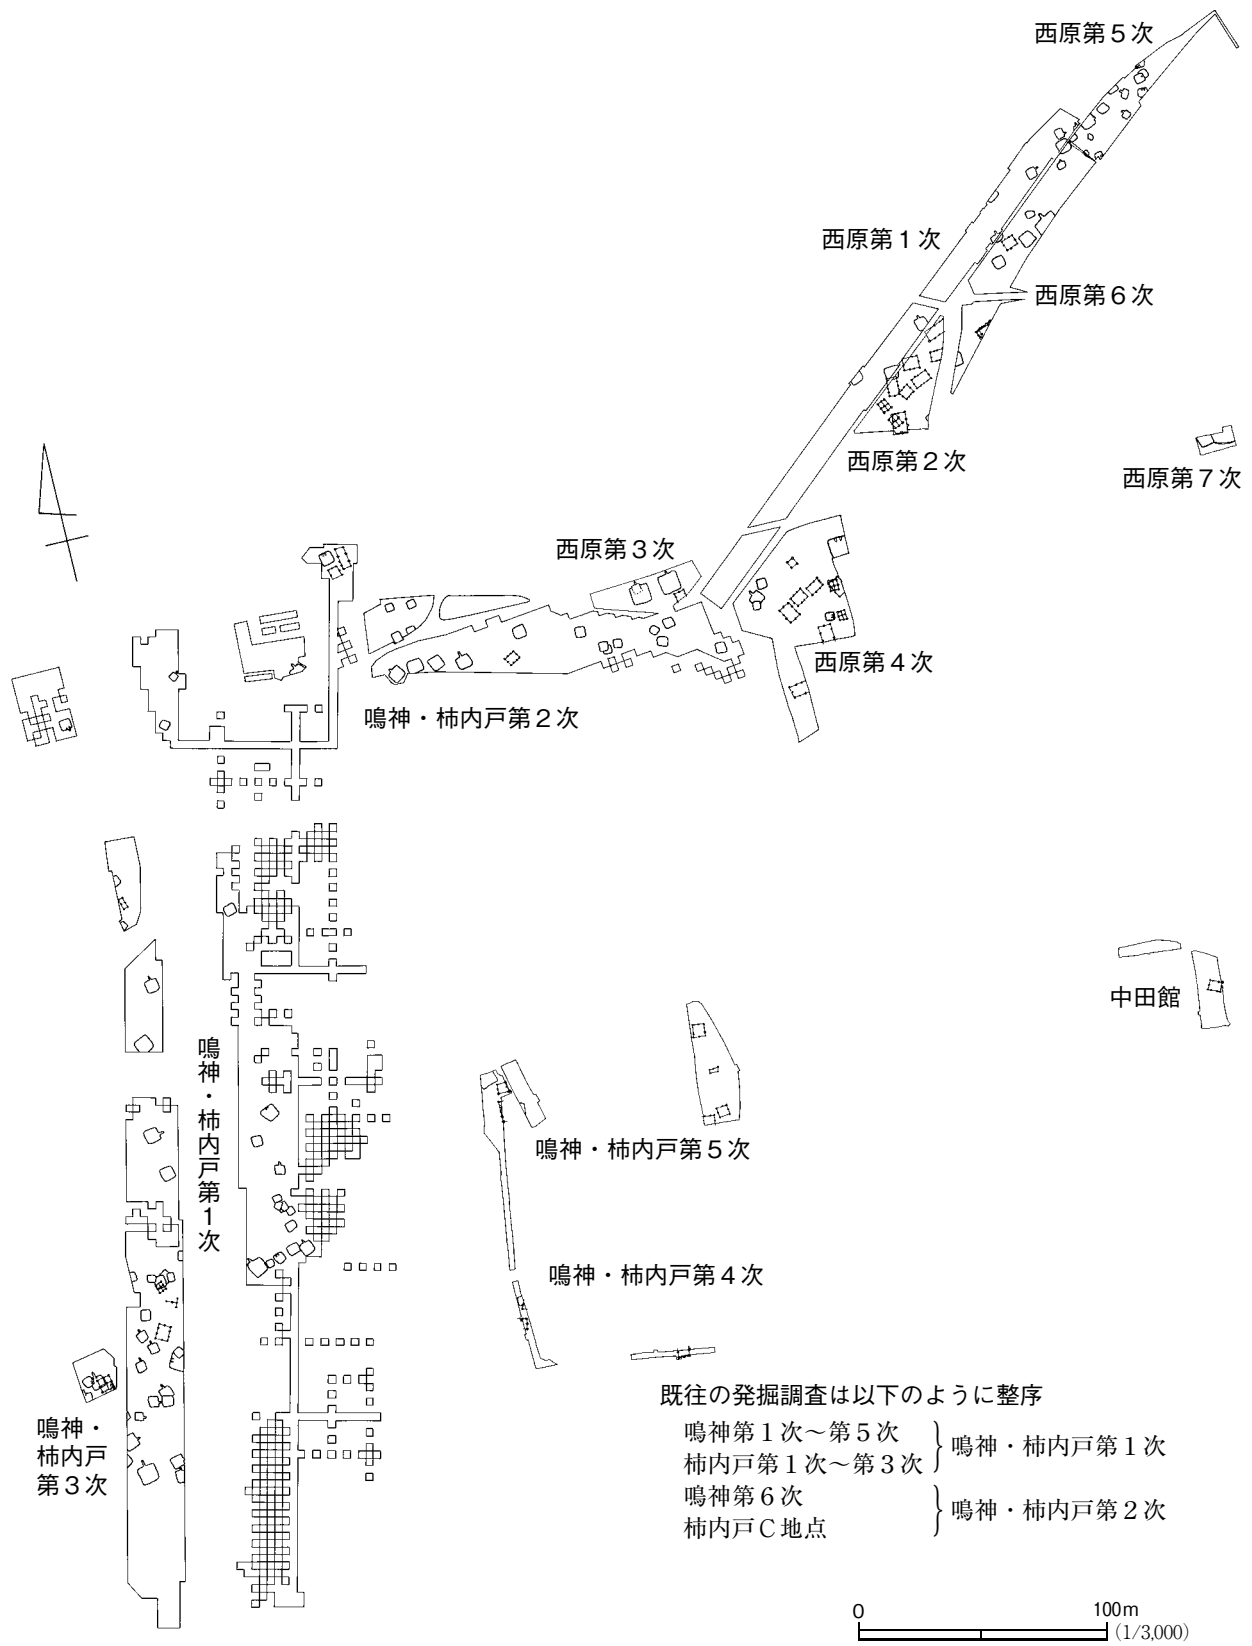 西原第５次
西原第１次
西原第６次
西原第２次
西原第７次
西原第３次
西原第４次
鳴神・柿内戸第２次
中田館
鳴神・柿内戸第１次
鳴神・柿内戸第５次
鳴神・柿内戸第４次
鳴神・
柿内戸
第３次
既往の発掘調査は以下のように整序
鳴神第１次～第５次
柿内戸第１次～第３次
鳴神・柿内戸第１次
鳴神第６次
柿内戸Ｃ地点
鳴神・柿内戸第２次
0 100m
(1/3,000)